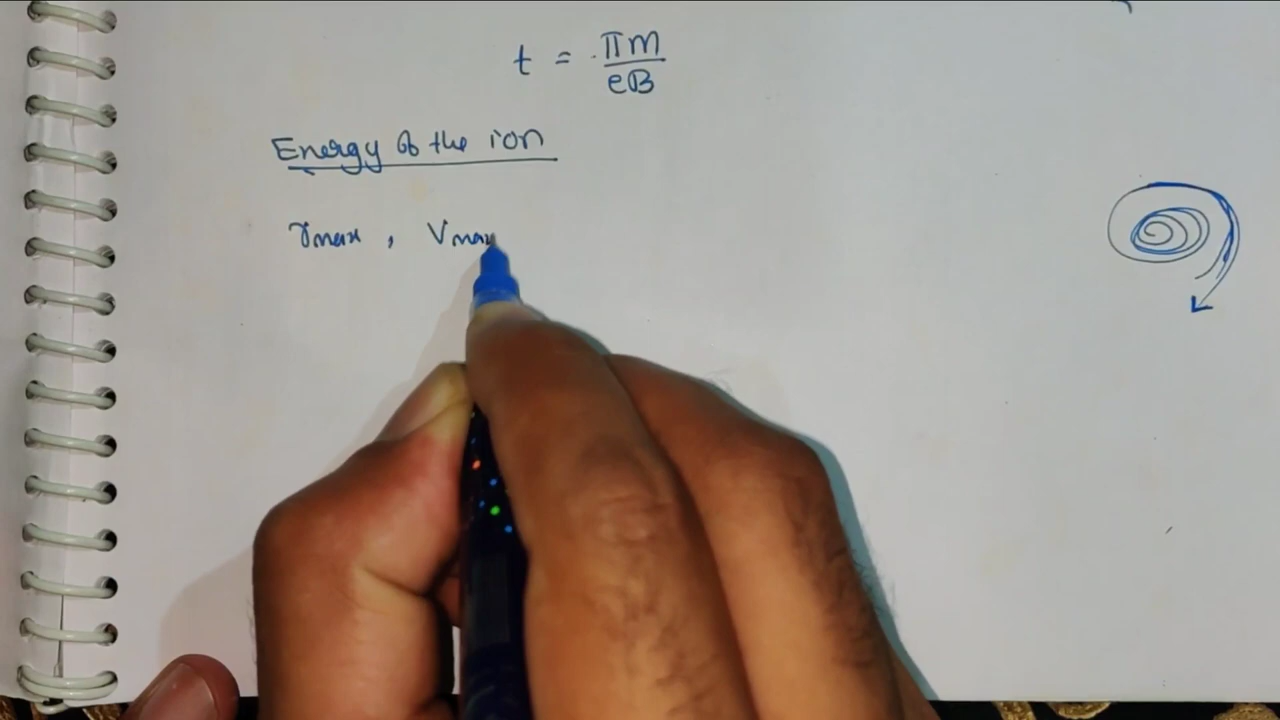 t = πm/eB
Energy of the ion
rmax , Vmax